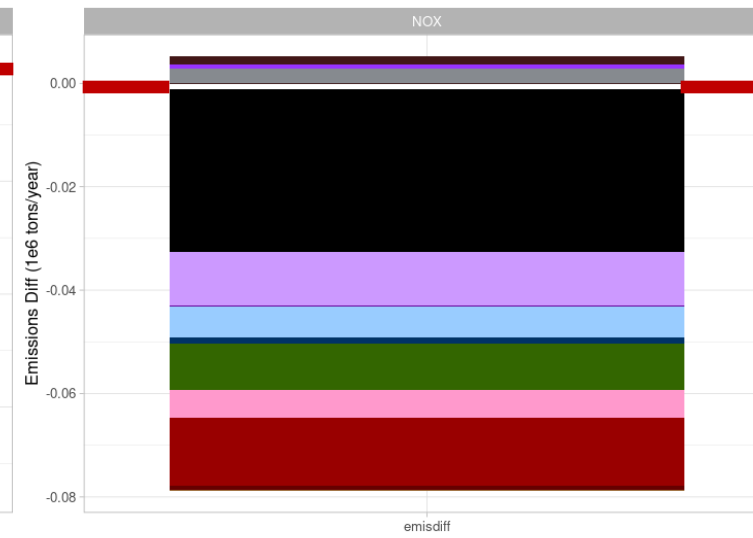 NOX
0.00
-0.02
-0.04
-0.06
-0.08
Emissions Diff (1e6 tons/year)
emisdiff